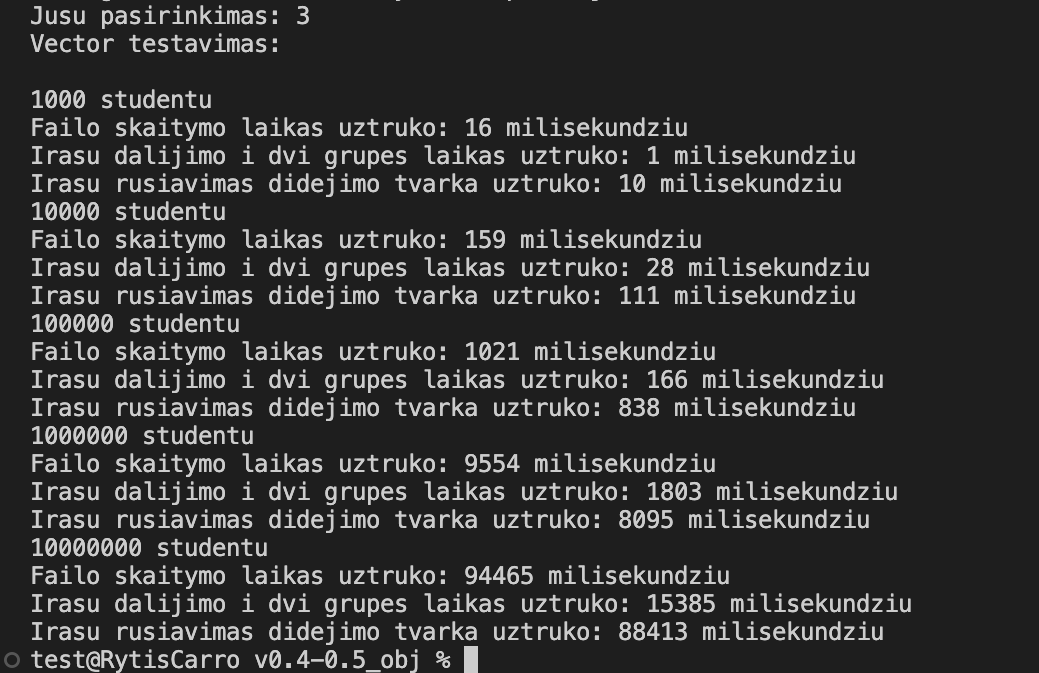 Jusu pasirinkimas: 3
Vector testavimas:
1000 studentu
Failo skaitymo laikas uztruko: 16 milisekundziu
Irasu dalijimo i dvi grupes laikas uztruko: 1 milisekundziu
Irasu rusiavimas didejimo tvarka uztruko: 10 milisekundziu
10000 studentu
Failo skaitymo laikas uztruko: 159 milisekundziu
Irasu dalijimo i dvi grupes laikas uztruko: 28 milisekundziu
Irasu rusiavimas didejimo tvarka uztruko: 111 milisekundziu
100000 studentu
Failo skaitymo laikas uztruko: 1021 milisekundziu
Irasu dalijimo i dvi grupes laikas uztruko: 166 milisekundziu
Irasu rusiavimas didejimo tvarka uztruko: 838 milisekundziu
1000000 studentu
Failo skaitymo laikas uztruko: 9554 milisekundziu
Irasu dalijimo i dvi grupes laikas uztruko: 1803 milisekundziu
Irasu rusiavimas didejimo tvarka uztruko: 8095 milisekundziu
10000000 studentu
Failo skaitymo laikas uztruko: 94465 milisekundziu
Irasu dalijimo i dvi grupes laikas uztruko: 15385 milisekundziu
Irasu rusiavimas didejimo tvarka uztruko: 88413 milisekundziu
test@RytisCarro v0.4-0.5_obj %